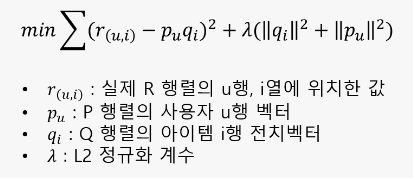 min ∑(r₍ᵤ,ᵢ₎ − pᵤqᵢ)² + λ(‖qᵢ‖² + ‖pᵤ‖²)
• r₍ᵤ,ᵢ₎ : 실제 R 행렬의 u행, i열에 위치한 값
• pᵤ : P 행렬의 사용자 u행 벡터
• qᵢ : Q 행렬의 아이템 i행 전치벡터
• λ : L2 정규화 계수